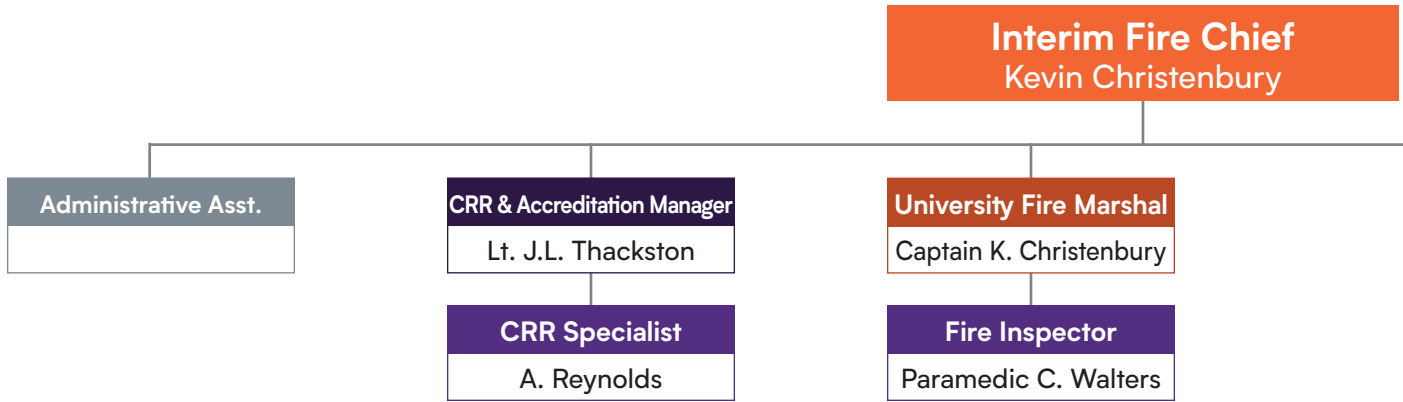 Interim Fire Chief
Kevin Christenbury
Administrative Asst.
CRR & Accreditation Manager
Lt. J.L. Thackston
University Fire Marshal
Captain K. Christenbury
CRR Specialist
A. Reynolds
Fire Inspector
Paramedic C. Walters